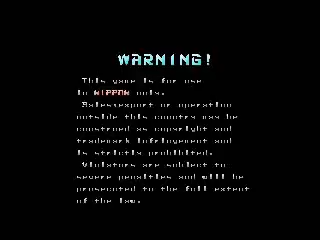 WARNING!
This game is for use
in NIPPON only.
Sales,export or operation
outside this country may be
construed as copyright and
trademark infringement and
is strictly prohibited.
Violators are subject to
severe penalties and will be
prosecuted to the full extent
of the law.